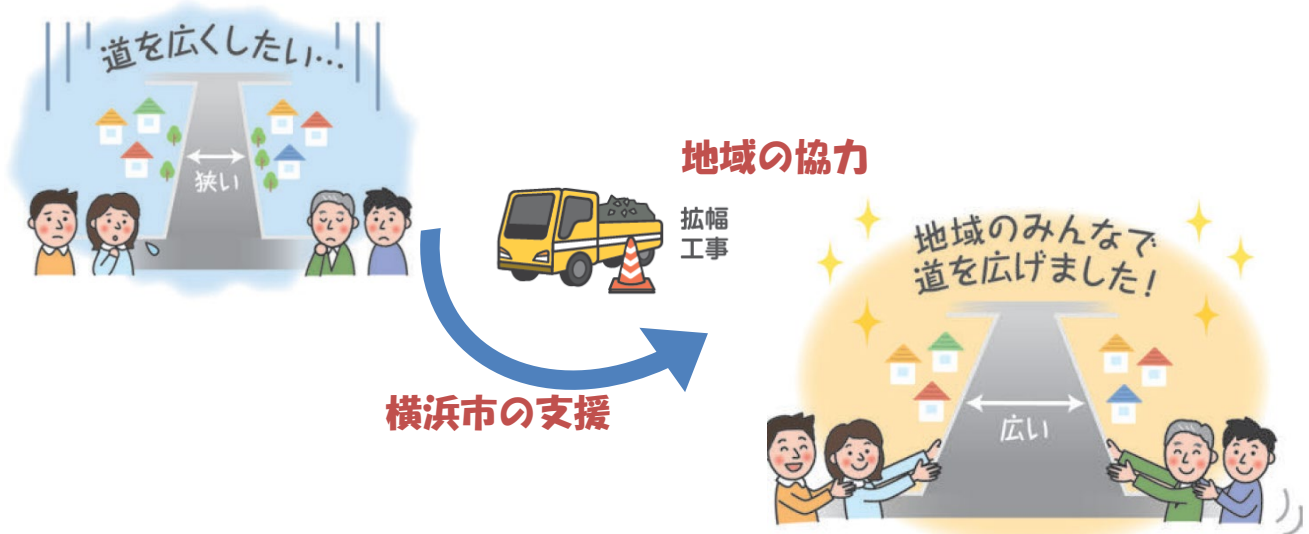 道を広くしたい…
狭い
地域の協力
拡幅
工事
横浜市の支援
地域のみんなで
道を広げました！
広い